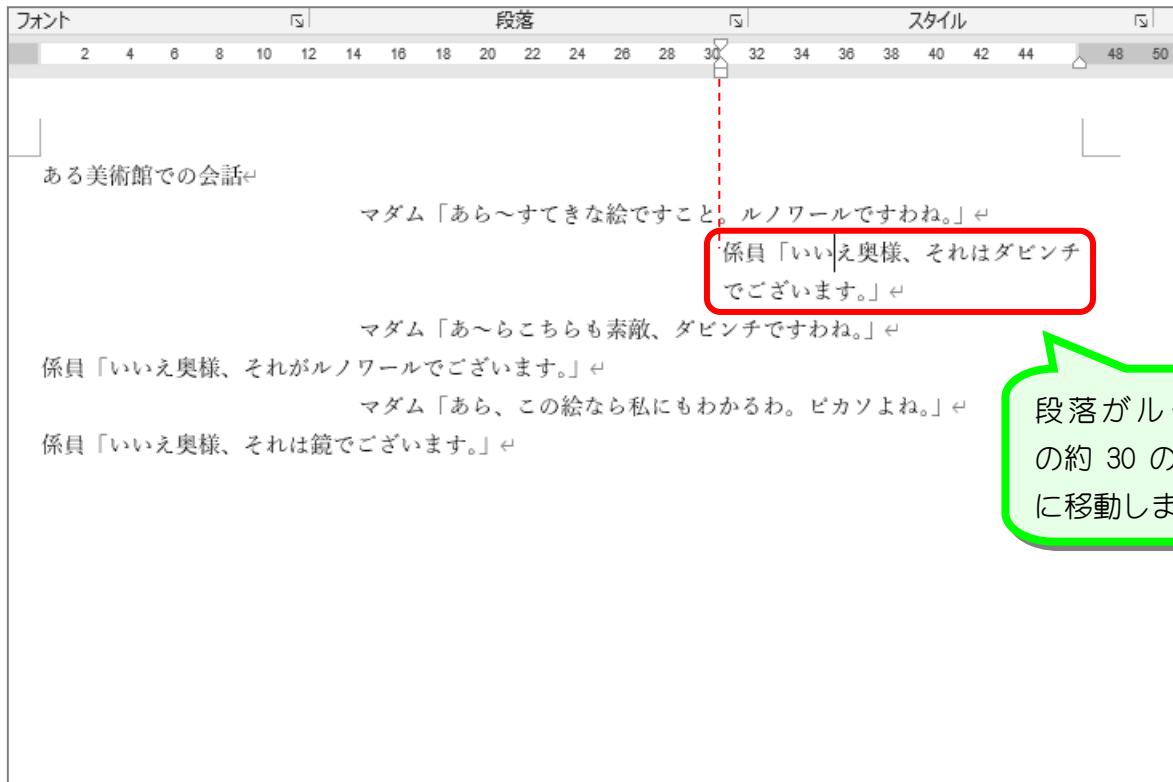 フォント 段落 スタイル
2 4 6 8 10 12 14 16 18 20 22 24 26 28 30 32 34 36 38 40 42 44 48 50
ある美術館での会話↵
マダム「あら～すてきな絵ですこと。ルノワールですわね。」↵
係員「いいえ奥様、それはダビンチ
でございます。」↵
マダム「あ～らこちらも素敵、ダビンチですわね。」↵
係員「いいえ奥様、それがルノワールでございます。」↵
マダム「あら、この絵なら私にもわかるわ。ピカソよね。」↵
係員「いいえ奥様、それは鏡でございます。」↵
段落がル
の約 30 の
に移動しま